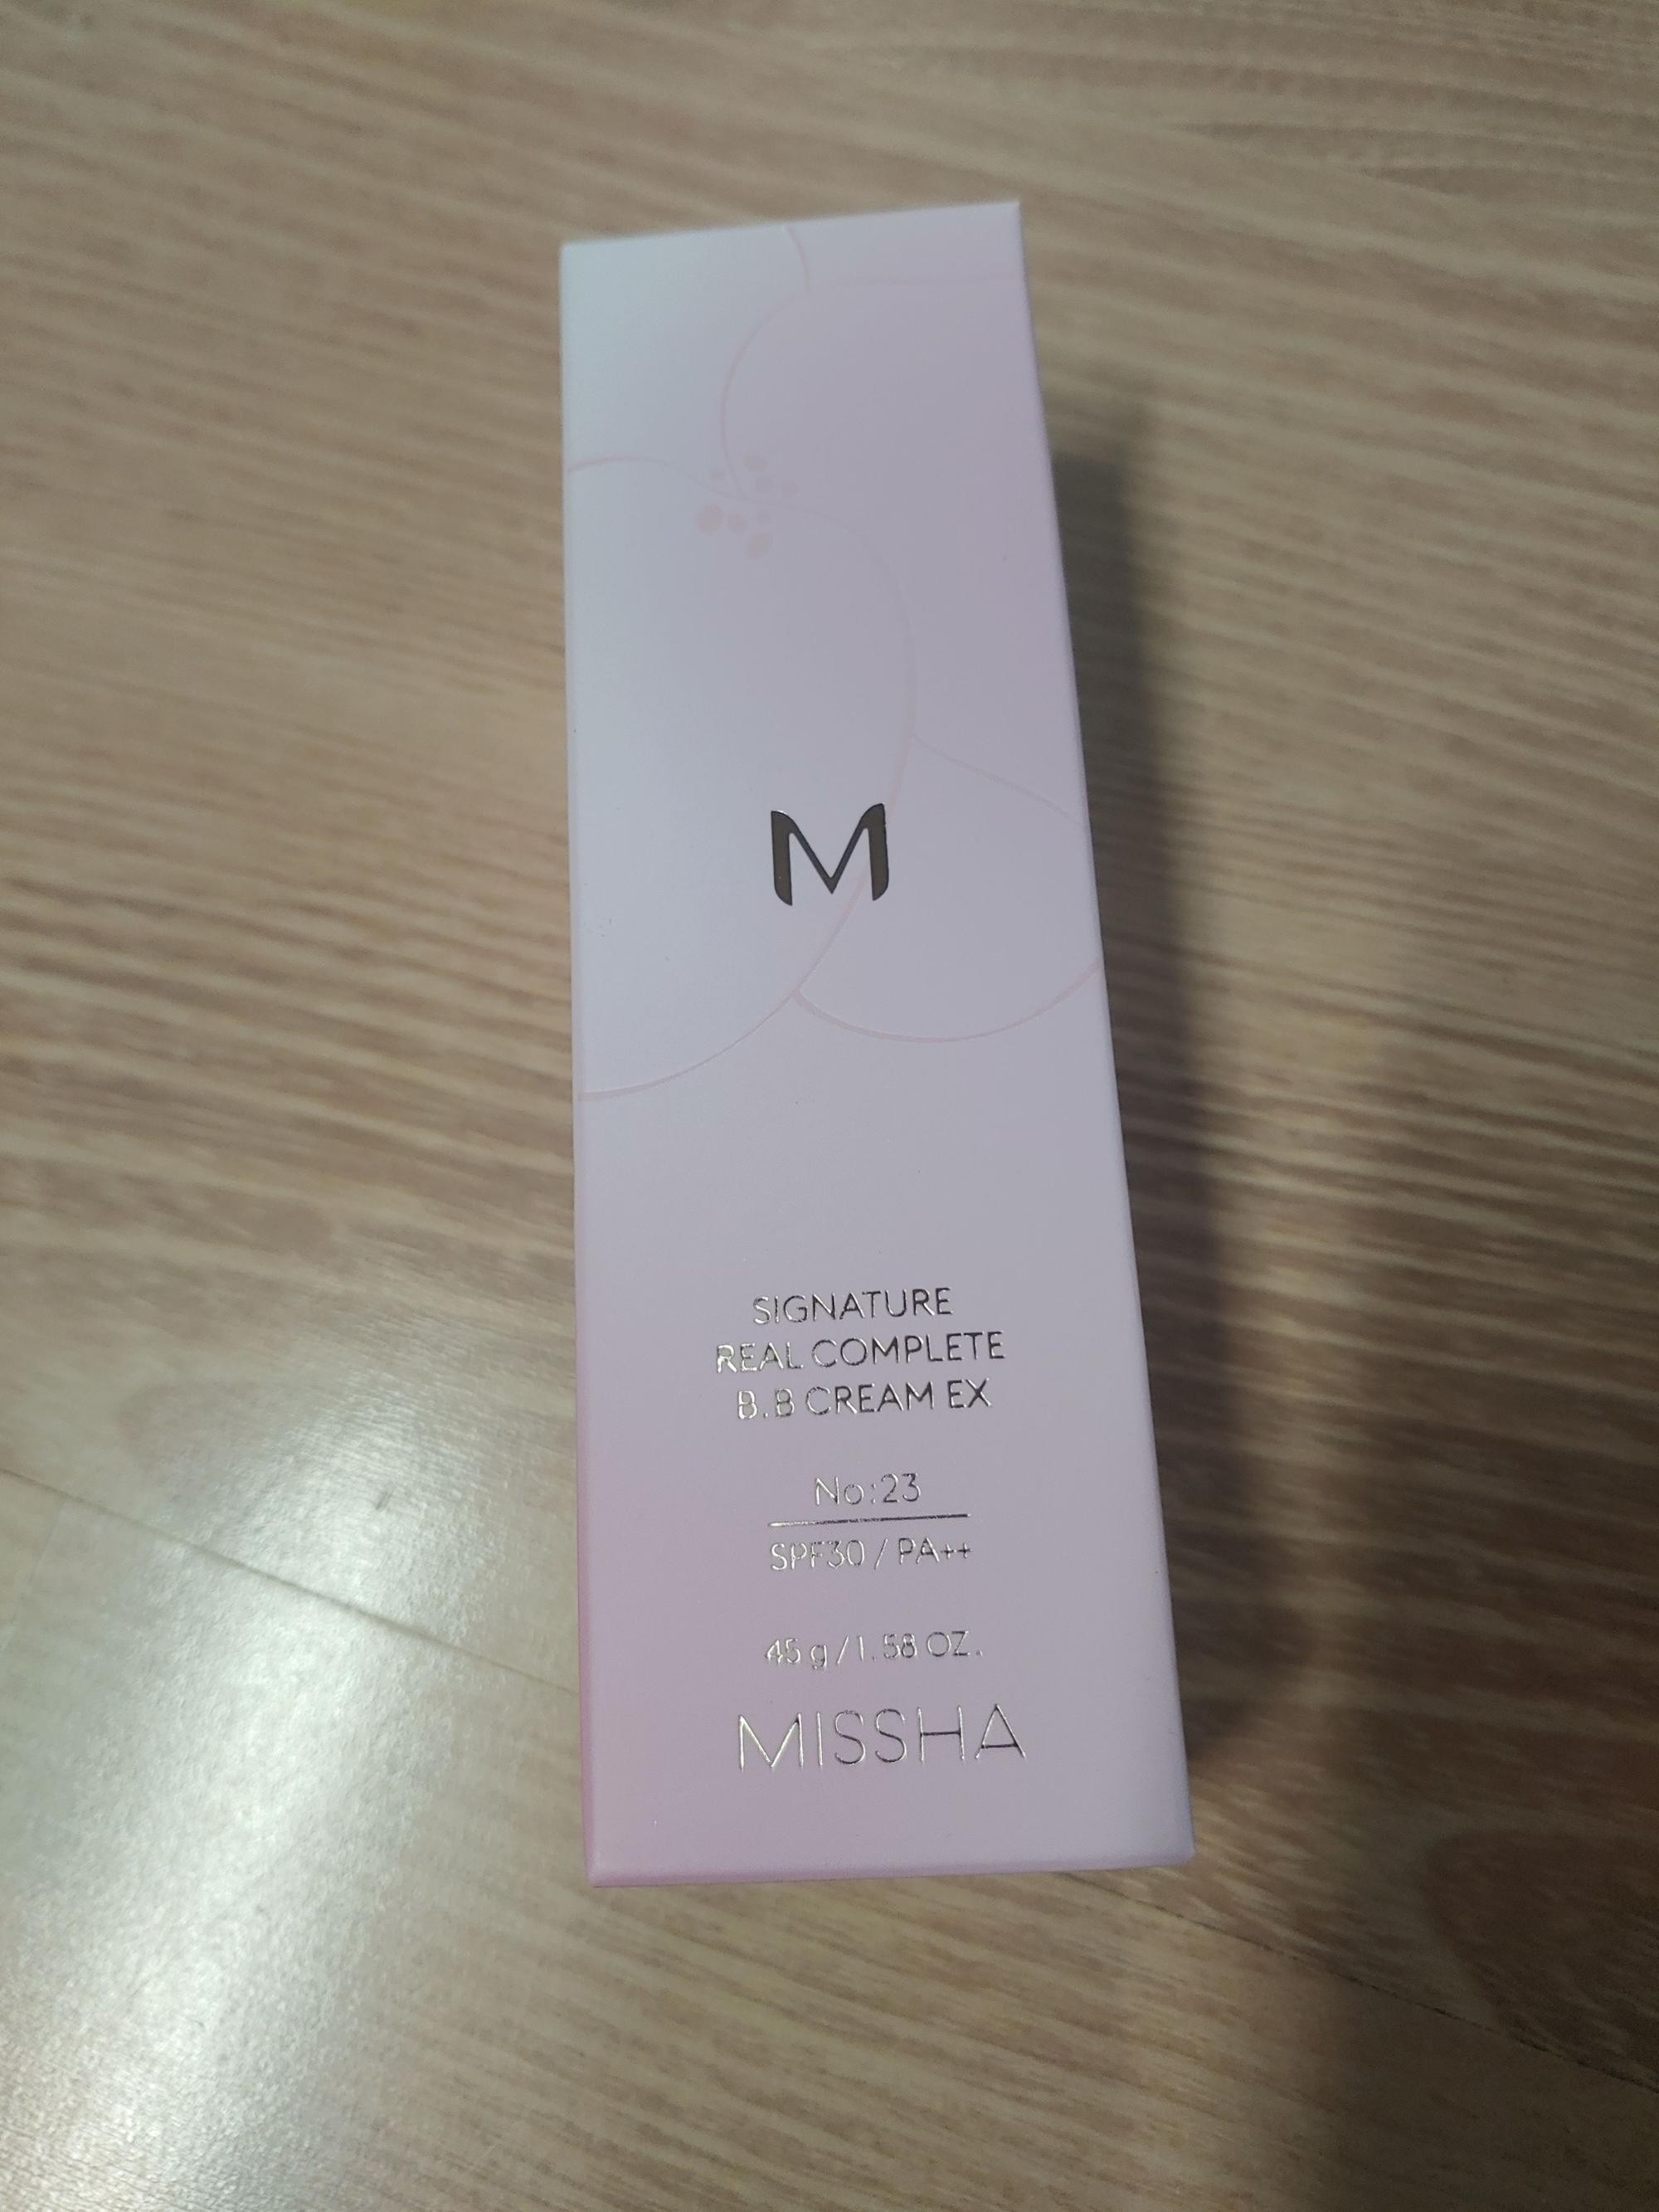 M
SIGNATURE
REAL COMPLETE
B.B CREAM EX
No:23
SPF30 / PA++
45 g / 1.58 OZ.
MISSHA